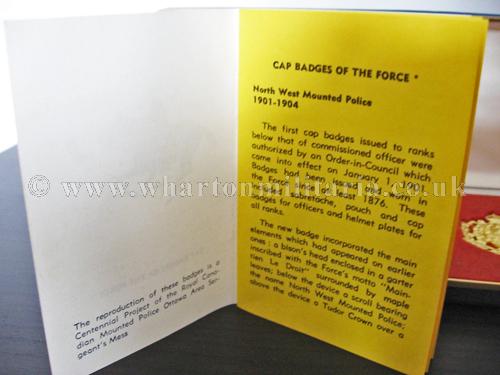 The reproduction of these badges is a
Centennial Project of the Royal Cana-
dian Mounted Police Ottawa Area Ser-
geant's Mess
CAP BADGES OF THE FORCE *
North West Mounted Police
1901-1904
The first cap badges issued to ranks
below that of commissioned officer were
authorized by an Order-in-Council which
came into effect on January 1, 1901.
Badges had been worn in
the Force since at least 1876. These
were sabretache, pouch and cap
badges for officers and helmet plates for
all ranks.
The new badge incorporated the main
elements which had appeared on earlier
ones: a bison's head enclosed in a garter
inscribed with the Force's motto "Main-
tien Le Droit" surrounded by maple
leaves; below the device a scroll bearing
the name North West Mounted Police;
above the device a Tudor Crown over a
© www.whartonmilitaria.co.uk